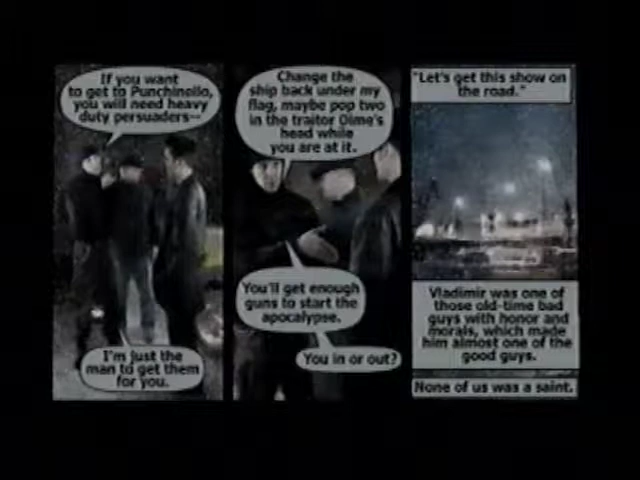 If you want
to get to Punchinello,
you will need heavy
duty persuaders--
I'm just the
man to get them
for you.
Change the
ship back under my
flag, maybe pop two
in the traitor Dime's
head while
you are at it.
You'll get enough
guns to start the
apocalypse.
You in or out?
"Let's get this show on
the road."
Vladimir was one of
those old-time bad
guys with honor and
morals, which made
him almost one of the
good guys.
None of us was a saint.